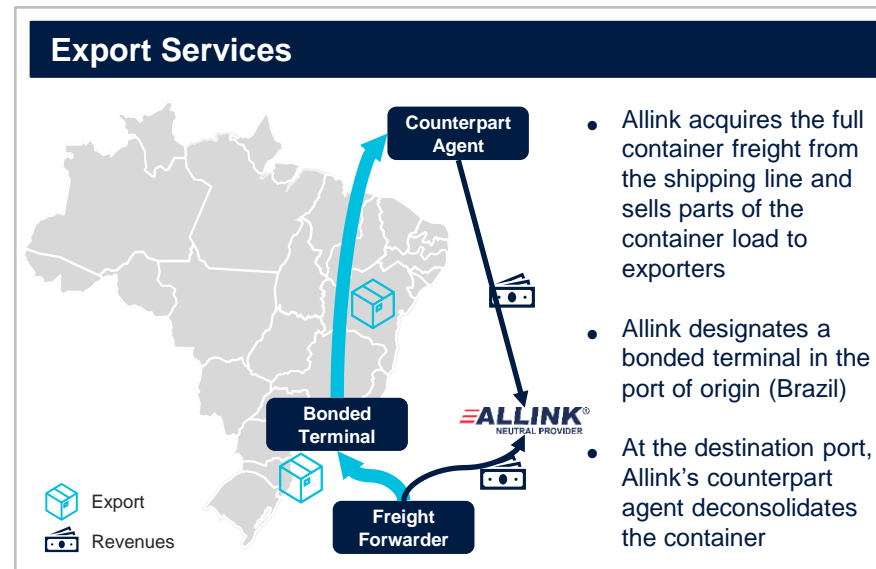 Export Services
Counterpart
Agent
Bonded
Terminal
ALLINK®
NEUTRAL PROVIDER
Freight
Forwarder
Export
Revenues
• Allink acquires the full
container freight from
the shipping line and
sells parts of the
container load to
exporters
• Allink designates a
bonded terminal in the
port of origin (Brazil)
• At the destination port,
Allink's counterpart
agent deconsolidates
the container